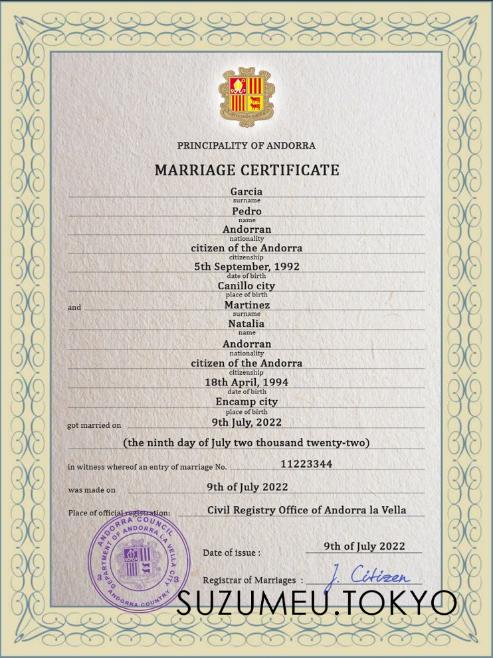 PRINCIPALITY OF ANDORRA
MARRIAGE CERTIFICATE
Garcia
surname
Pedro
name
Andorran
nationality
citizen of the Andorra
citizenship
5th September, 1992
date of birth
Canillo city
place of birth
and
Martinez
surname
Natalia
name
Andorran
nationality
citizen of the Andorra
citizenship
18th April, 1994
date of birth
Encamp city
place of birth
got married on 9th July, 2022
(the ninth day of July two thousand twenty-two)
in witness whereof an entry of marriage No. 11223344
was made on 9th of July 2022
Place of official registration: Civil Registry Office of Andorra la Vella
ANDORRA COUNCIL
DEPARTMENT OF ANDORRA LA VELLA CITY
ANDORRA COUNTRY
Date of issue : 9th of July 2022
Registrar of Marriages : J. Citizen
SUZUMEU.TOKYO